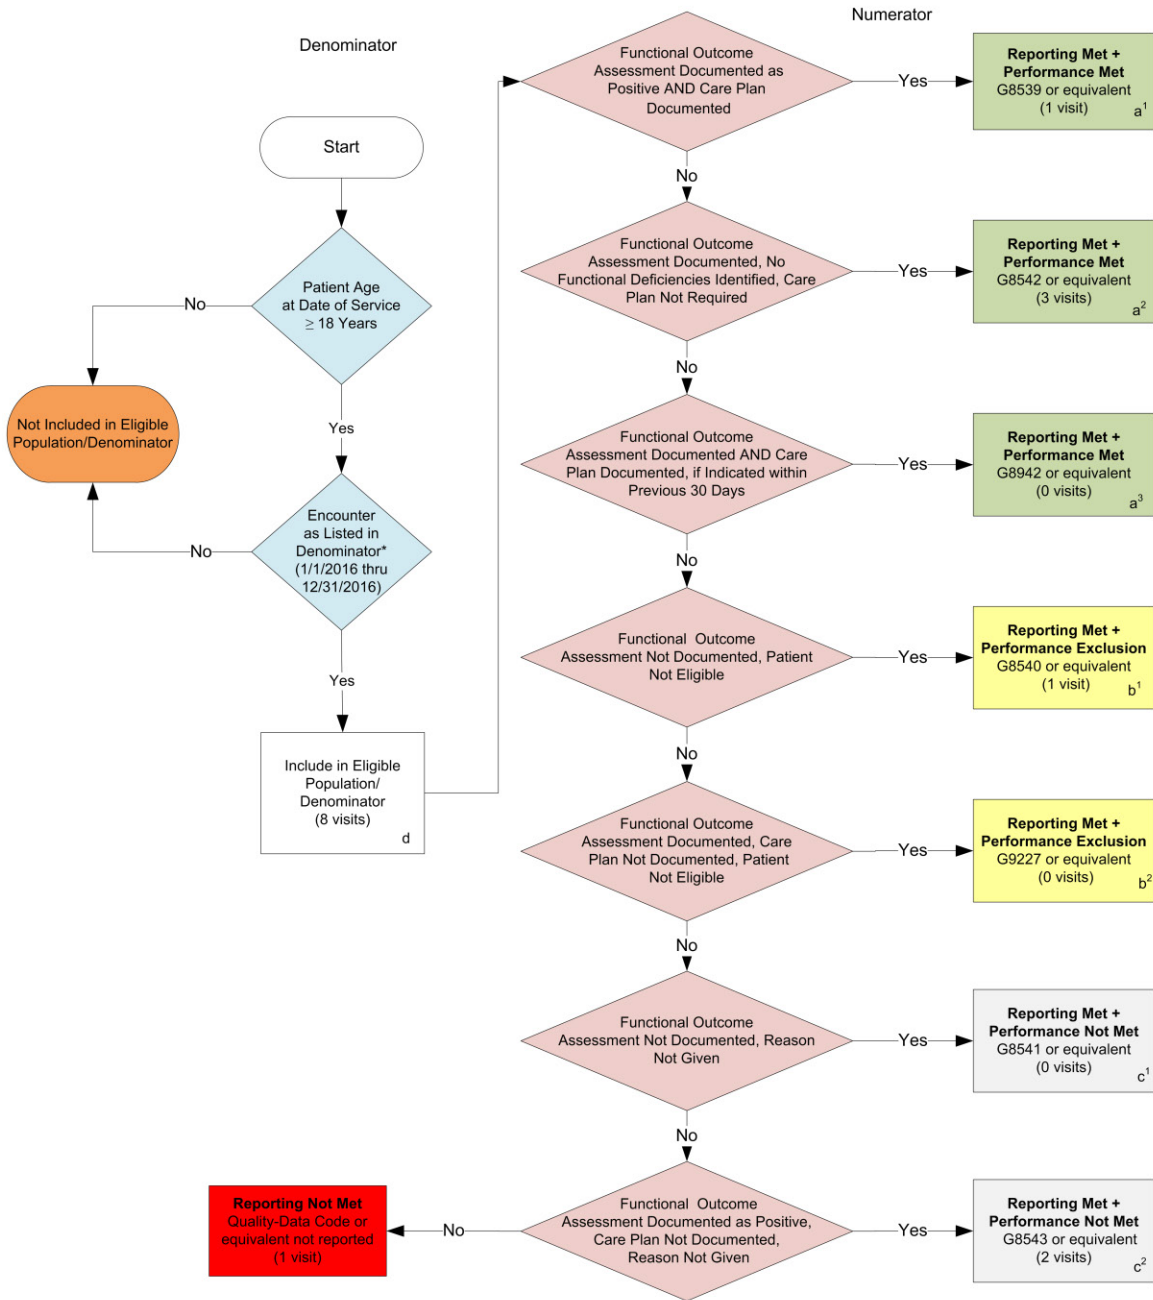 Denominator
Start
Patient Age
at Date of Service
≥ 18 Years
No
Not Included in Eligible
Population/Denominator
Yes
Encounter
as Listed in
Denominator*
(1/1/2016 thru
12/31/2016)
No
Yes
Include in Eligible
Population/
Denominator
(8 visits)
d
Numerator
Functional Outcome
Assessment Documented as
Positive AND Care Plan
Documented
Yes
Reporting Met +
Performance Met
G8539 or equivalent
(1 visit)
a¹
No
Functional Outcome
Assessment Documented, No
Functional Deficiencies Identified, Care
Plan Not Required
Yes
Reporting Met +
Performance Met
G8542 or equivalent
(3 visits)
a²
No
Functional Outcome
Assessment Documented AND Care
Plan Documented, if Indicated within
Previous 30 Days
Yes
Reporting Met +
Performance Met
G8942 or equivalent
(0 visits)
a³
No
Functional Outcome
Assessment Not Documented, Patient
Not Eligible
Yes
Reporting Met +
Performance Exclusion
G8540 or equivalent
(1 visit)
b¹
No
Functional Outcome
Assessment Documented, Care
Plan Not Documented, Patient
Not Eligible
Yes
Reporting Met +
Performance Exclusion
G9227 or equivalent
(0 visits)
b²
No
Functional Outcome
Assessment Not Documented, Reason
Not Given
Yes
Reporting Met +
Performance Not Met
G8541 or equivalent
(0 visits)
c¹
No
Functional Outcome
Assessment Documented as Positive,
Care Plan Not Documented,
Reason Not Given
Yes
Reporting Met +
Performance Not Met
G8543 or equivalent
(2 visits)
c²
No
Reporting Not Met
Quality-Data Code or
equivalent not reported
(1 visit)